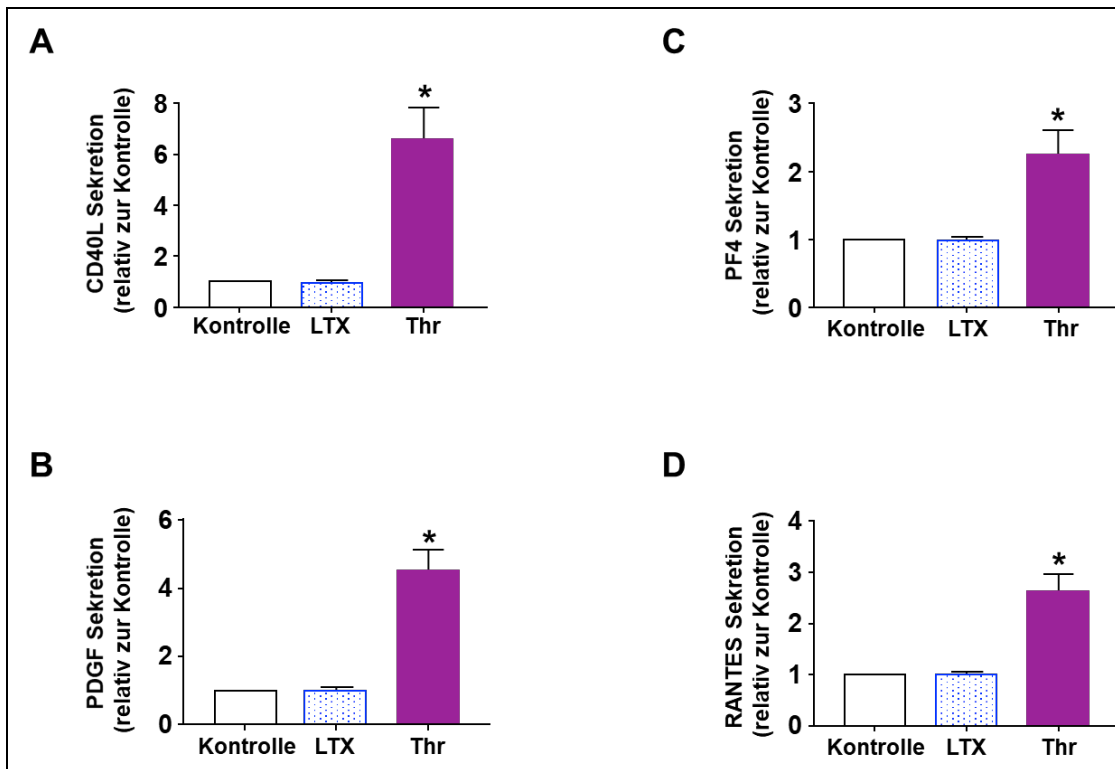 A
CD40L Sekretion
(relativ zur Kontrolle)
8
6
4
2
0
*
Kontrolle LTX Thr
C
PF4 Sekretion
(relativ zur Kontrolle)
3
2
1
0
*
Kontrolle LTX Thr
B
PDGF Sekretion
(relativ zur Kontrolle)
6
4
2
0
*
Kontrolle LTX Thr
D
RANTES Sekretion
(relativ zur Kontrolle)
4
3
2
1
0
*
Kontrolle LTX Thr